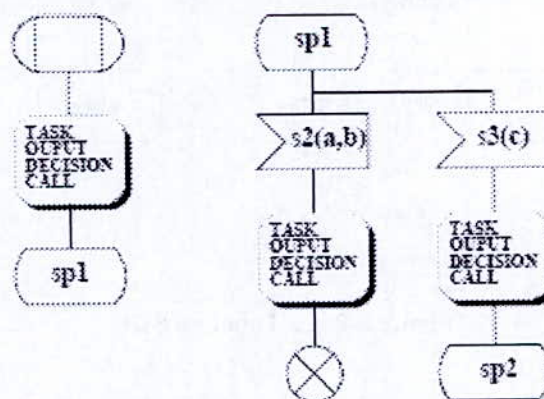 sp1
s2(a,b)
s3(c)
TASK
OUPUT
DECISION
CALL
sp1
TASK
OUPUT
DECISION
CALL
TASK
OUPUT
DECISION
CALL
sp2